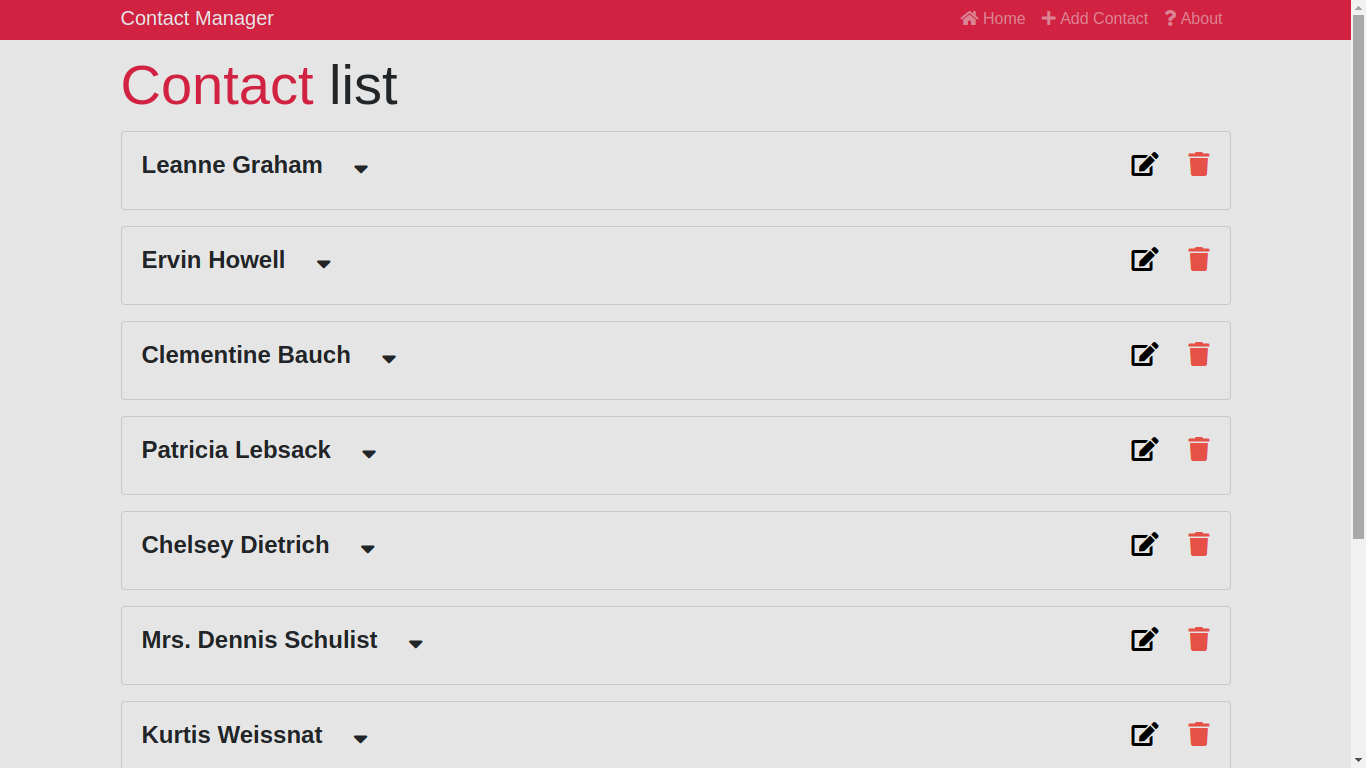 Contact Manager
Home
Add Contact
About
Contact list
Leanne Graham
Ervin Howell
Clementine Bauch
Patricia Lebsack
Chelsey Dietrich
Mrs. Dennis Schulist
Kurtis Weissnat